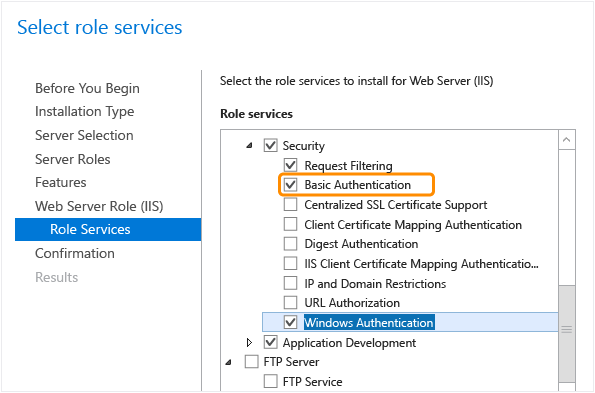 Select role services
Before You Begin
Installation Type
Server Selection
Server Roles
Features
Web Server Role (IIS)
Role Services
Confirmation
Results
Select the role services to install for Web Server (IIS)
Role services
Security
Request Filtering
Basic Authentication
Centralized SSL Certificate Support
Client Certificate Mapping Authentication
Digest Authentication
IIS Client Certificate Mapping Authenticatio...
IP and Domain Restrictions
URL Authorization
Windows Authentication
Application Development
FTP Server
FTP Service